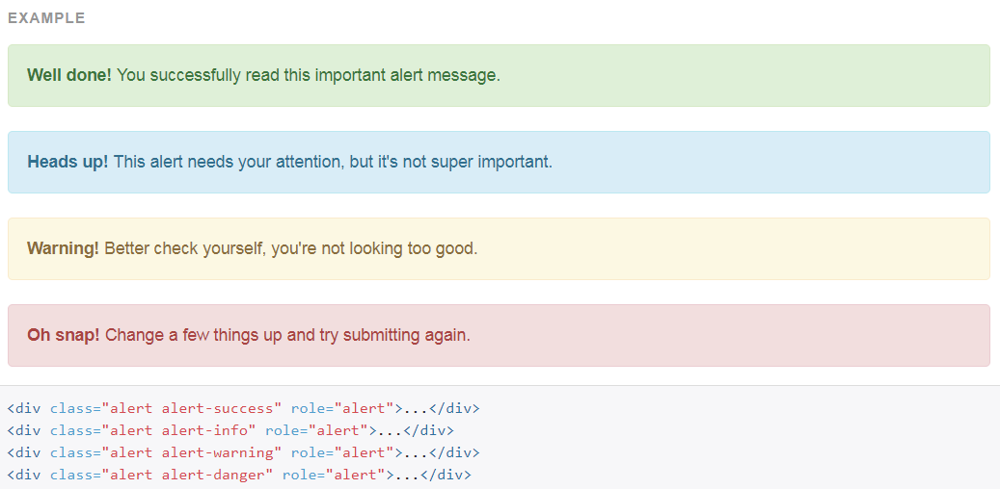 EXAMPLE
Well done! You successfully read this important alert message.
Heads up! This alert needs your attention, but it's not super important.
Warning! Better check yourself, you're not looking too good.
Oh snap! Change a few things up and try submitting again.
<div class="alert alert-success" role="alert">...</div>
<div class="alert alert-info" role="alert">...</div>
<div class="alert alert-warning" role="alert">...</div>
<div class="alert alert-danger" role="alert">...</div>